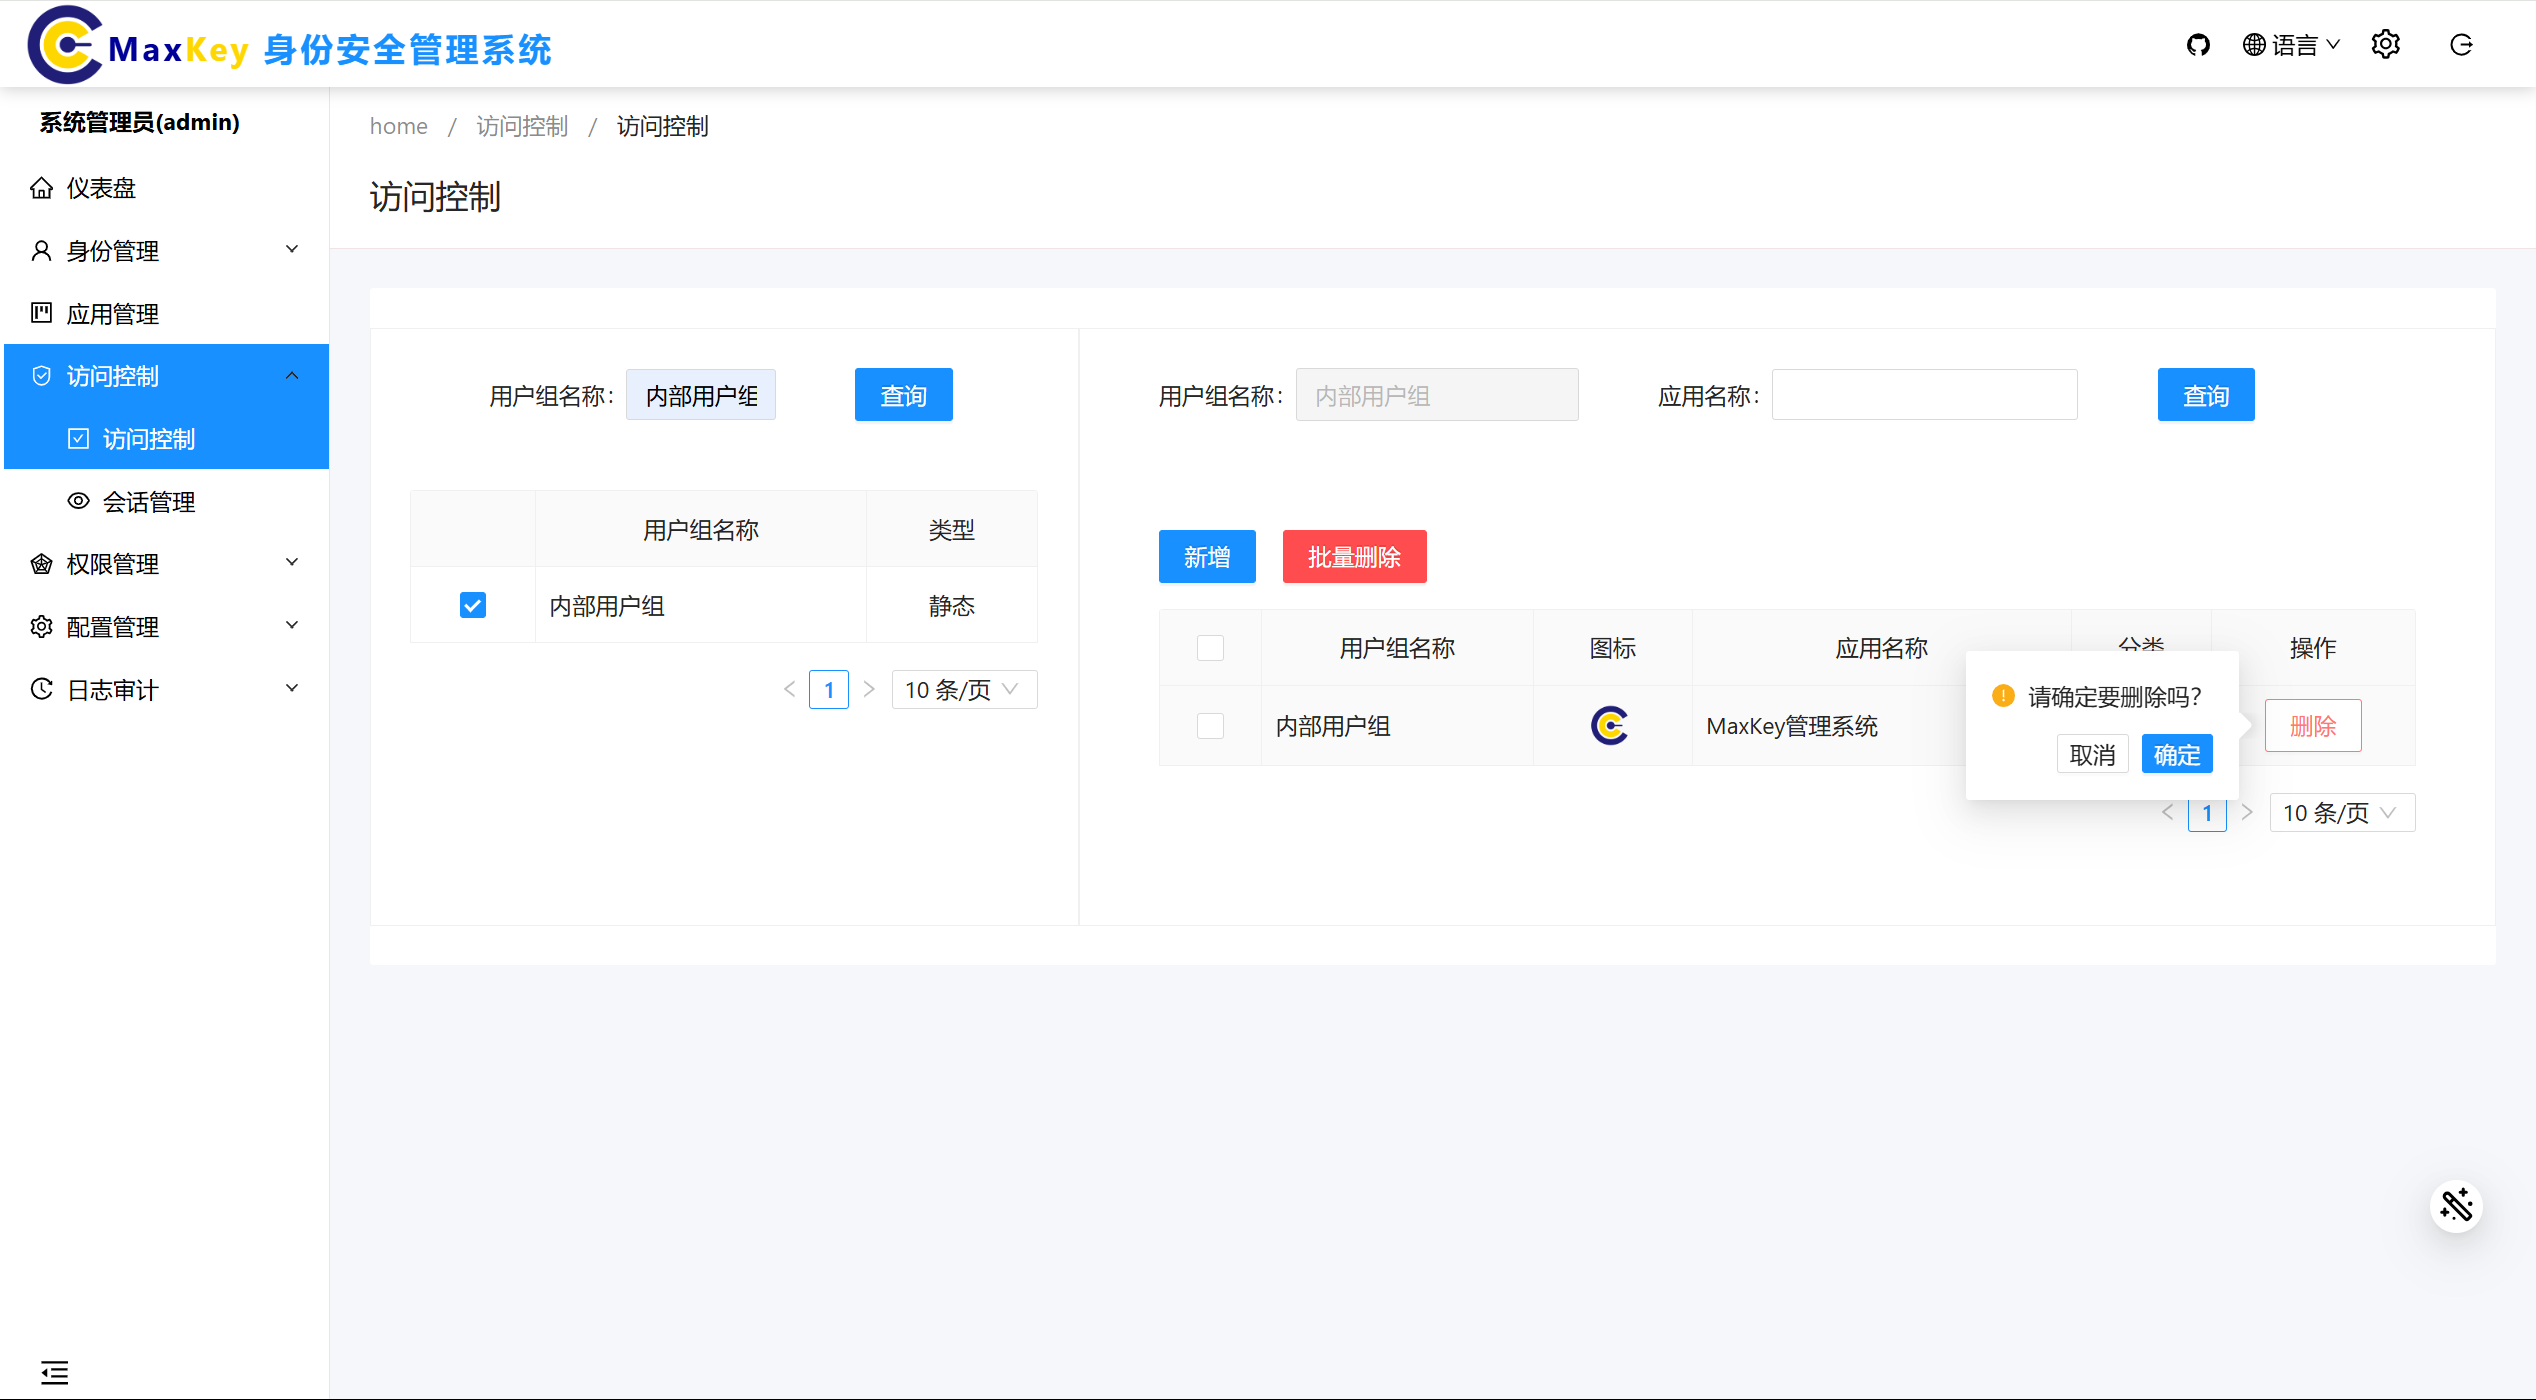 MaxKey 身份安全管理系统
语言
系统管理员(admin)
仪表盘
身份管理
应用管理
访问控制
访问控制
会话管理
权限管理
配置管理
日志审计
home / 访问控制 / 访问控制
访问控制
用户组名称: 内部用户组 查询
用户组名称 类型
内部用户组 静态
1 10 条/页
用户组名称: 内部用户组 应用名称: 查询
新增 批量删除
用户组名称 图标 应用名称 分类 操作
内部用户组 MaxKey管理系统 删除
请确定要删除吗?
取消 确定
1 10 条/页